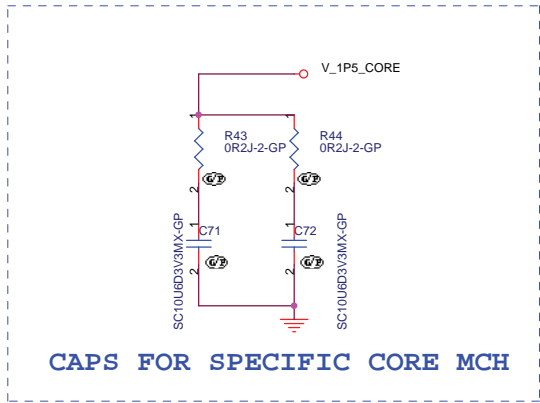 V_1P5_CORE
1
1
R43
0R2J-2-GP
R44
0R2J-2-GP
G/P
G/P
2
2
1
1
C71
C72
G/P
G/P
2
2
SC10U6D3V3MX-GP
SC10U6D3V3MX-GP
CAPS FOR SPECIFIC CORE MCH